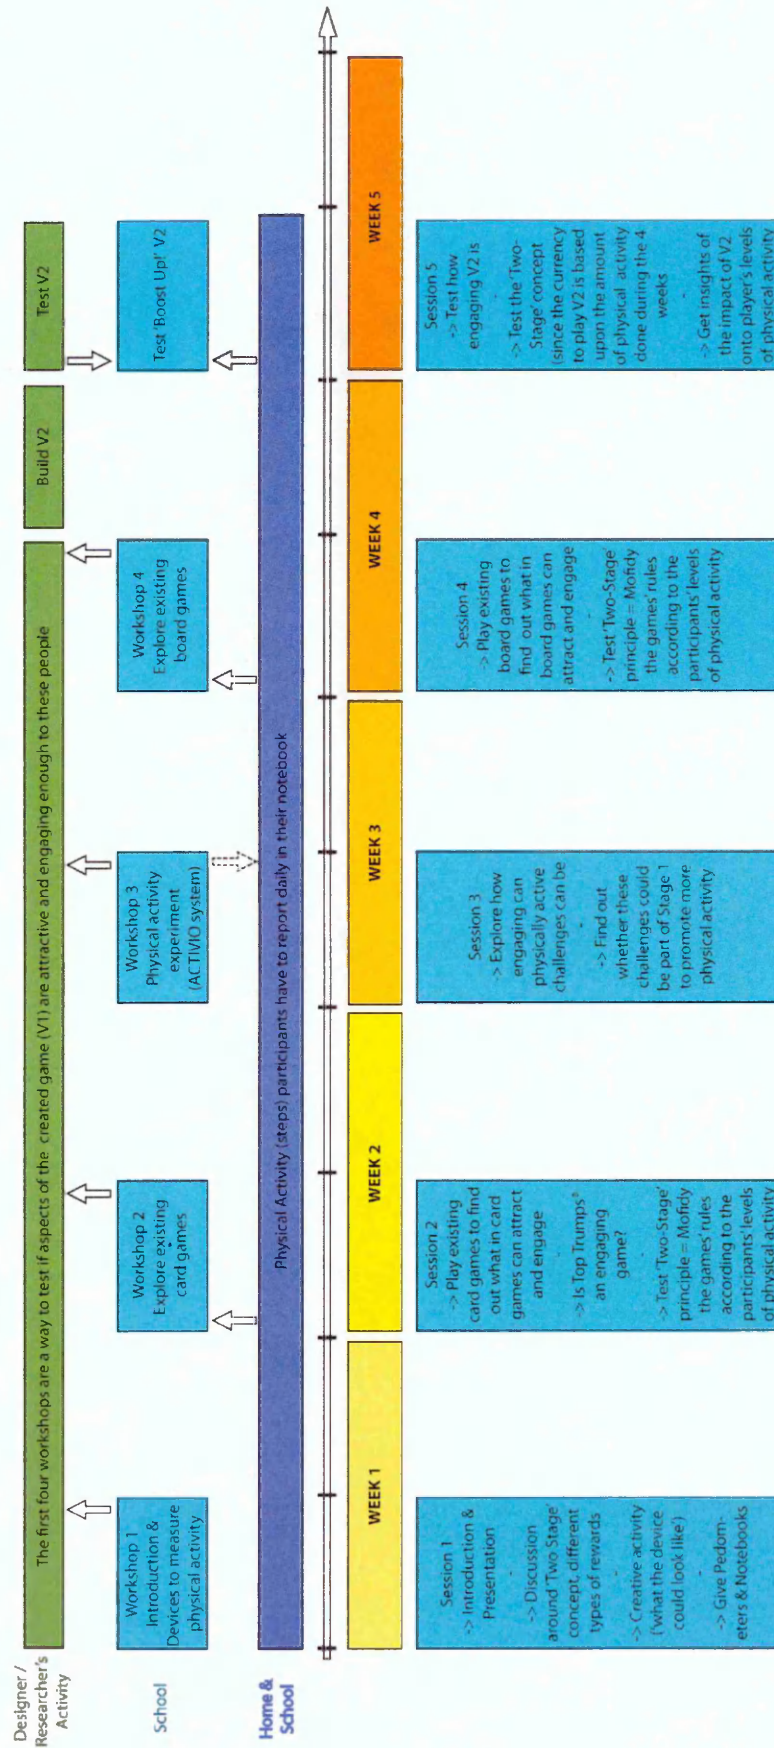 Designer /
Researcher's
Activity
The first four workshops are a way to test if aspects of the created game (V1) are attractive and engaging enough to these people
Build V2
Test V2
School
Workshop 1
Introduction &
Devices to measure
physical activity
Workshop 2
Explore existing
card games
Workshop 3
Physical activity
experiment
(ACTIVIO system)
Workshop 4
Explore existing
board games
Test 'Boost Up!' V2
Home &
School
Physical Activity (steps) participants have to report daily in their notebook
WEEK 1
WEEK 2
WEEK 3
WEEK 4
WEEK 5
Session 1
-> Introduction &
Presentation
-
-> Discussion
around 'Two Stage'
concept, different
types of rewards
-
-> Creative activity
('what the device
could look like')
-
-> Give Pedom-
eters & Notebooks
Session 2
-> Play existing
card games to find
out what in card
games can attract
and engage
-
-> Is Top Trumps®
an engaging
game?
-
-> Test 'Two-Stage'
principle = Mofidy
the games' rules
according to the
participants' levels
of physical activity
Session 3
-> Explore how
engaging can
physically active
challenges can be
-
-> Find out
whether these
challenges could
be part of Stage 1
to promote more
physical activity
Session 4
-> Play existing
board games to
find out what in
board games can
attract and engage
-
-> Test 'Two-Stage'
principle = Mofidy
the games' rules
according to the
participants' levels
of physical activity
Session 5
-> Test how
engaging V2 is
-
-> Test the 'Two-
Stage' concept
(since the currency
to play V2 is based
upon the amount
of physical activity
done during the 4
weeks
-
-> Get insights of
the impact of V2
onto player's levels
of physical activity